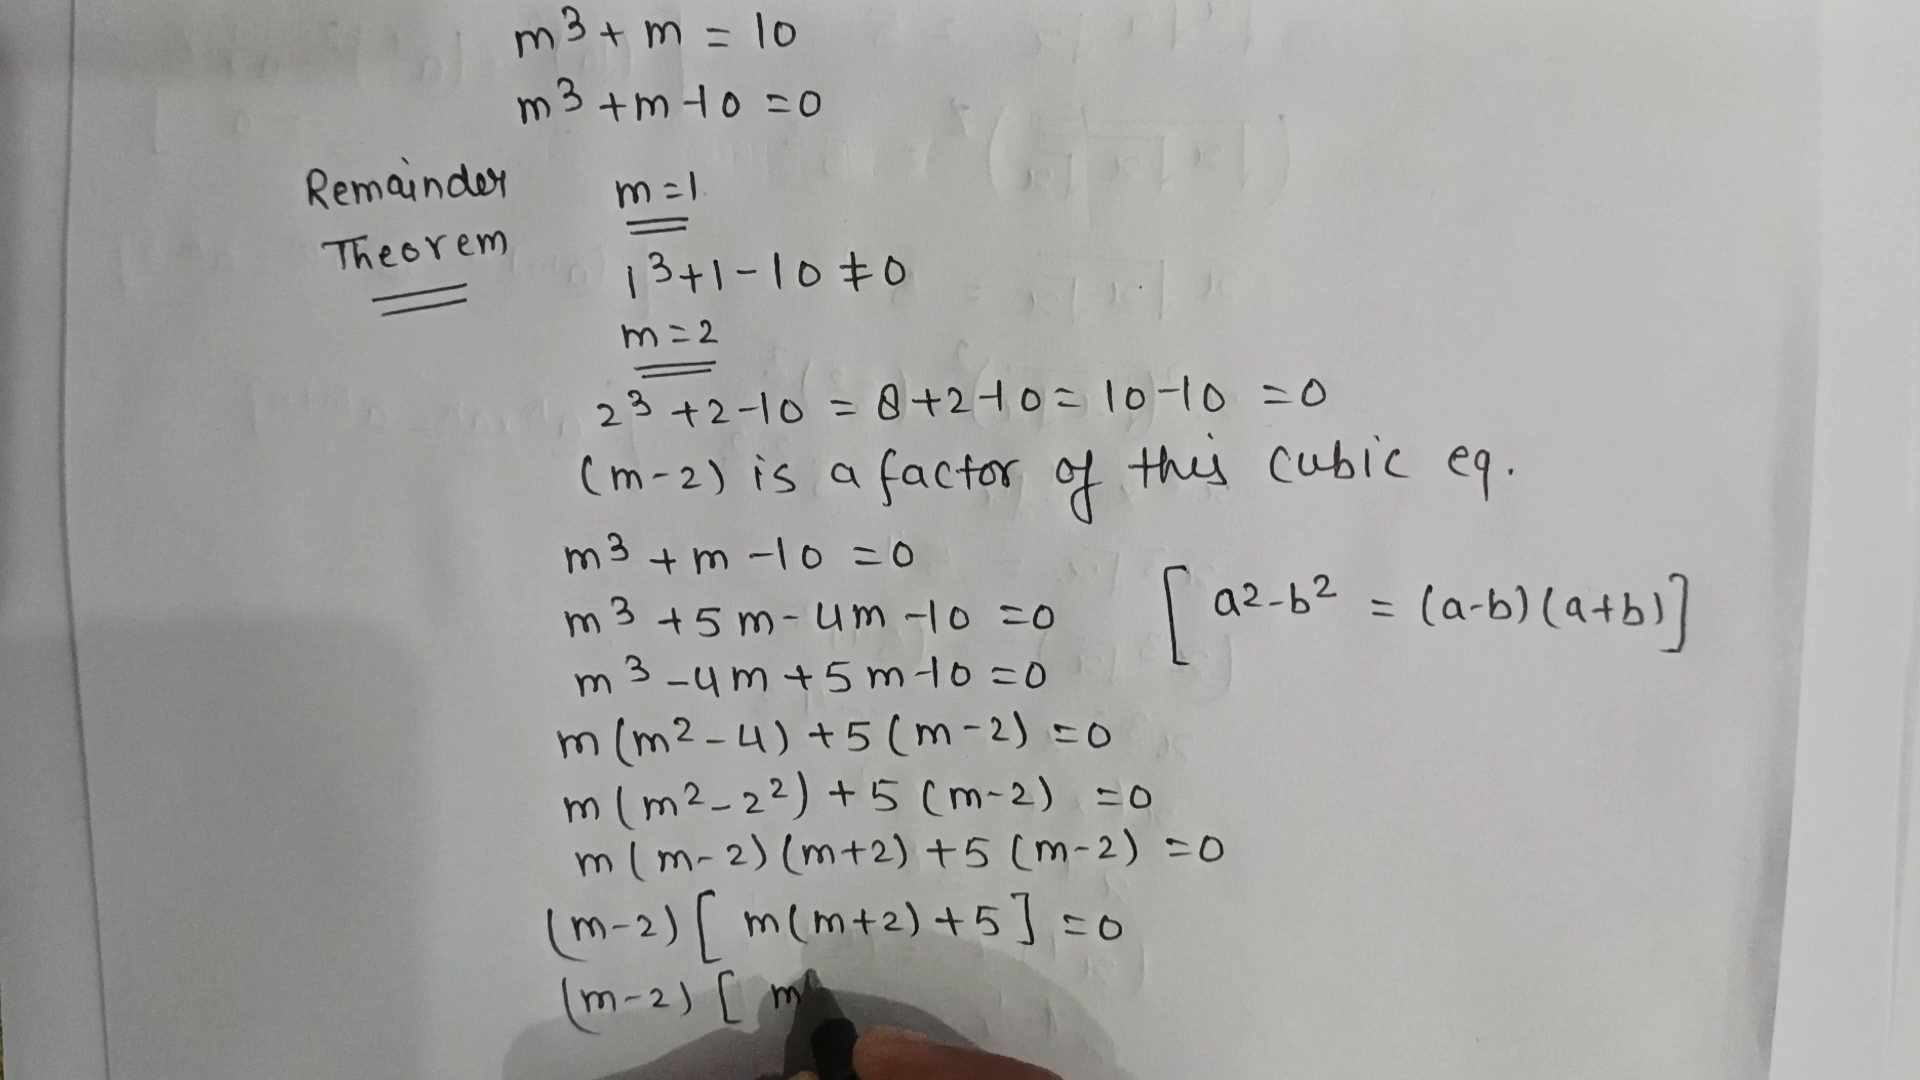 m³ + m = 10
m³ + m - 10 = 0
Remainder
Theorem
m = 1
1³ + 1 - 10 ≠ 0
m = 2
2³ + 2 - 10 = 8 + 2 - 10 = 10 - 10 = 0
(m - 2) is a factor of this cubic eq.
m³ + m - 10 = 0
m³ + 5m - 4m - 10 = 0
[a² - b² = (a-b)(a+b)]
m³ - 4m + 5m - 10 = 0
m(m² - 4) + 5(m - 2) = 0
m(m² - 2²) + 5(m - 2) = 0
m(m - 2)(m + 2) + 5(m - 2) = 0
(m - 2)[m(m + 2) + 5] = 0
(m - 2)[m